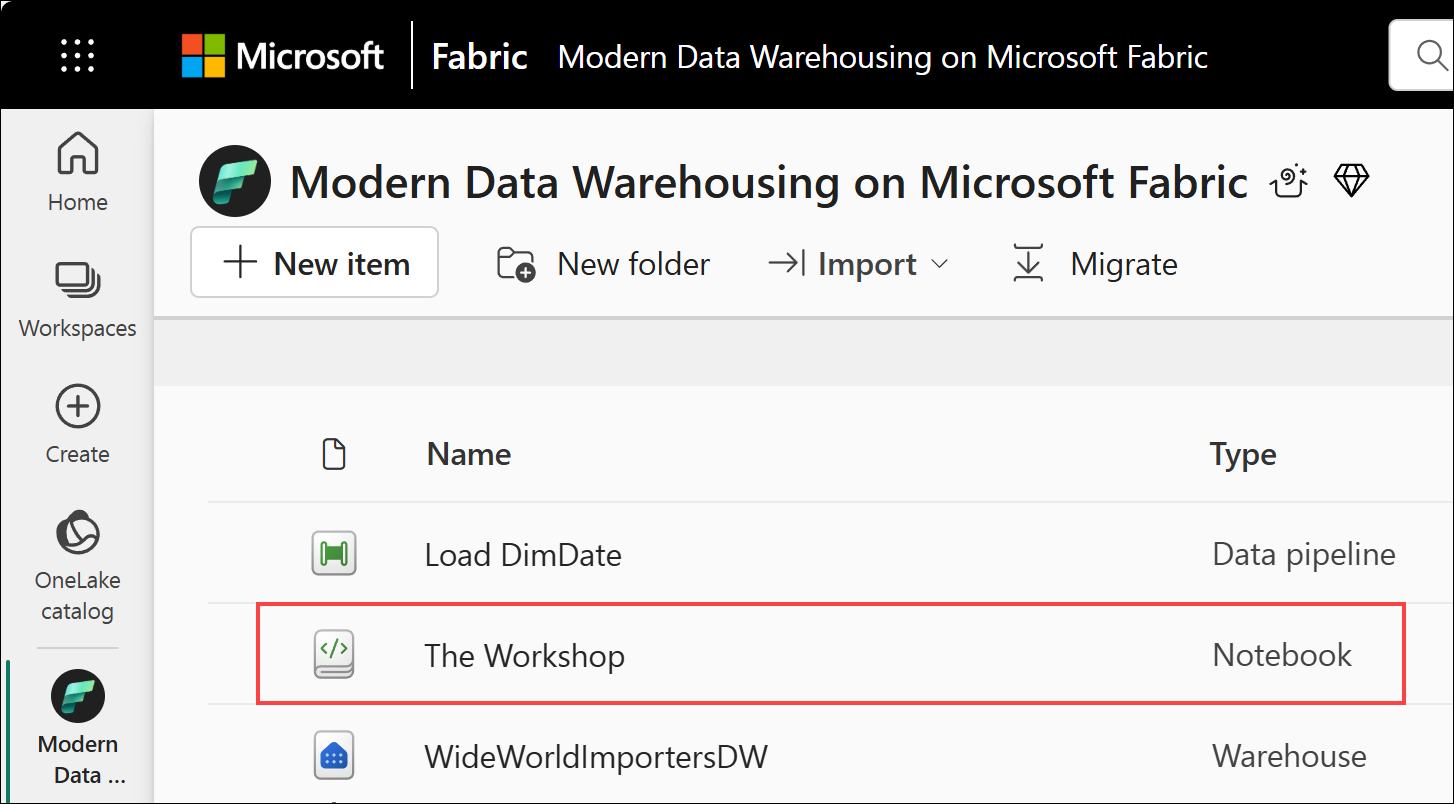 Microsoft Fabric Modern Data Warehousing on Microsoft Fabric
Home
Workspaces
Create
OneLake
catalog
Modern
Data ...
Modern Data Warehousing on Microsoft Fabric
New item New folder Import Migrate
Name Type
Load DimDate Data pipeline
The Workshop Notebook
WideWorldImportersDW Warehouse